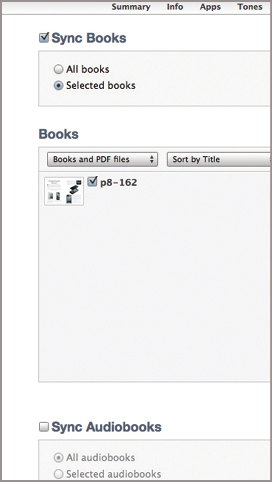 Summary Info Apps Tones
Sync Books
All books
Selected books
Books
Books and PDF files Sort by Title
p8-162
Sync Audiobooks
All audiobooks
Selected audiobooks